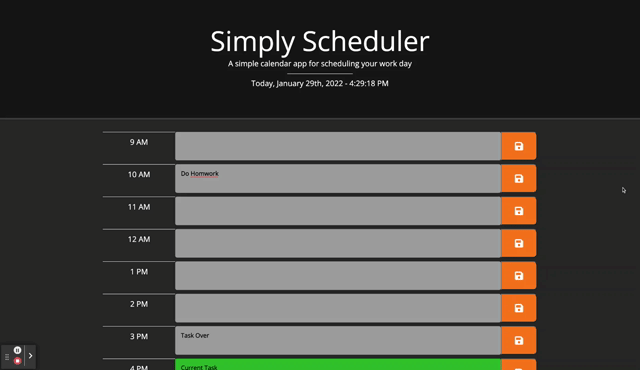 Simply Scheduler
A simple calendar app for scheduling your work day
Today, January 29th, 2022 - 4:29:18 PM
9 AM
10 AM Do Homwork
11 AM
12 AM
1 PM
2 PM
3 PM Task Over
4 PM Current Task